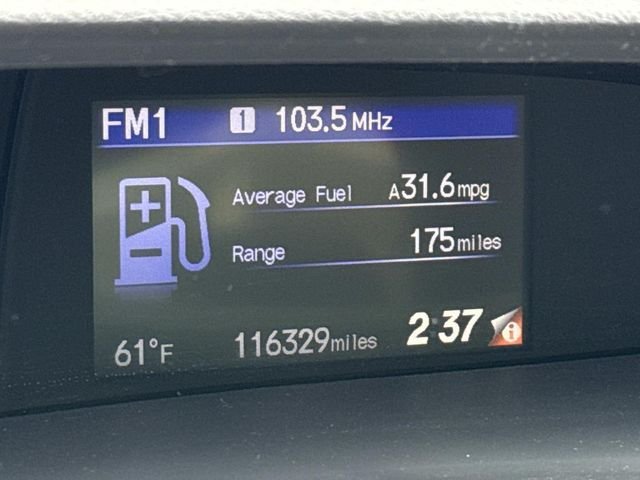 FM1 1 103.5 MHz
Average Fuel A31.6mpg
Range 175miles
61°F 116329miles 2:37 i